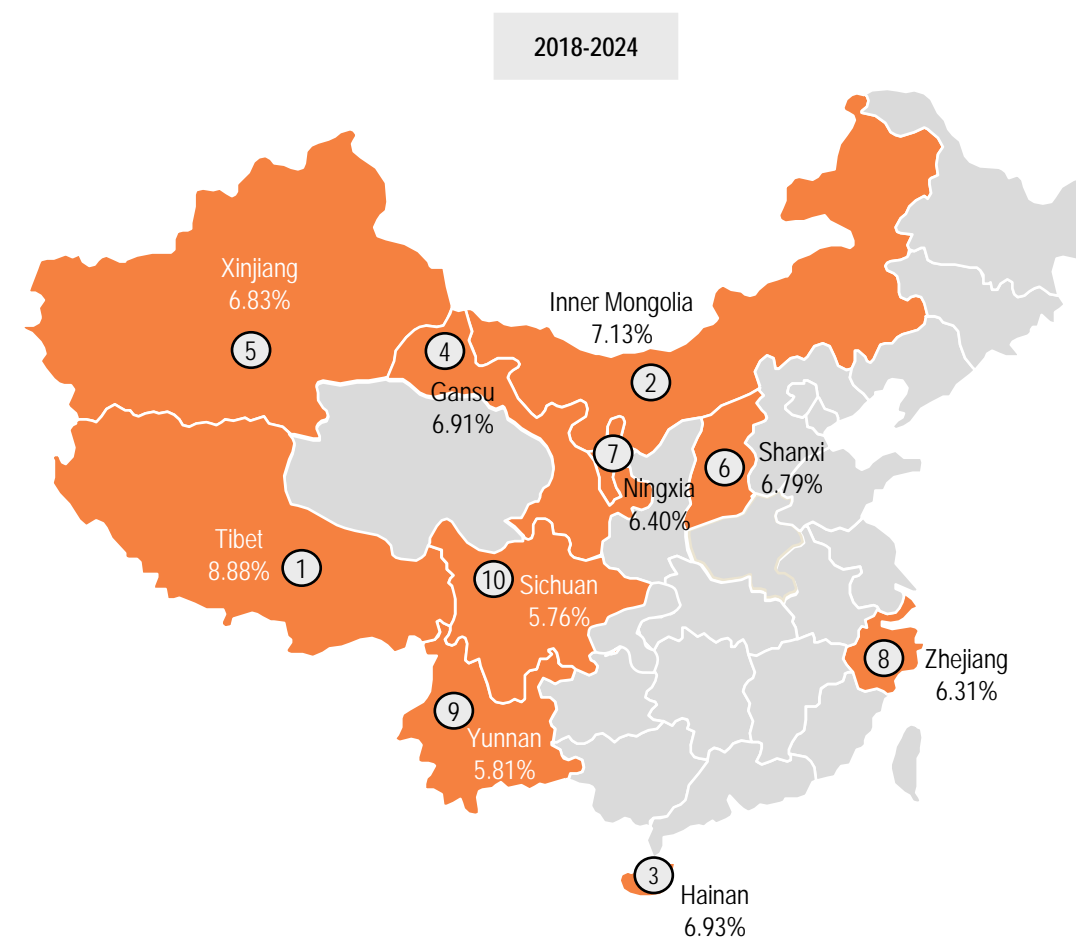 2018-2024
Xinjiang
6.83%
5
4
Gansu
6.91%
Inner Mongolia
7.13%
2
7
Ningxia
6.40%
6
Shanxi
6.79%
Tibet
8.88%
1
10
Sichuan
5.76%
8
Zhejiang
6.31%
9
Yunnan
5.81%
3
Hainan
6.93%